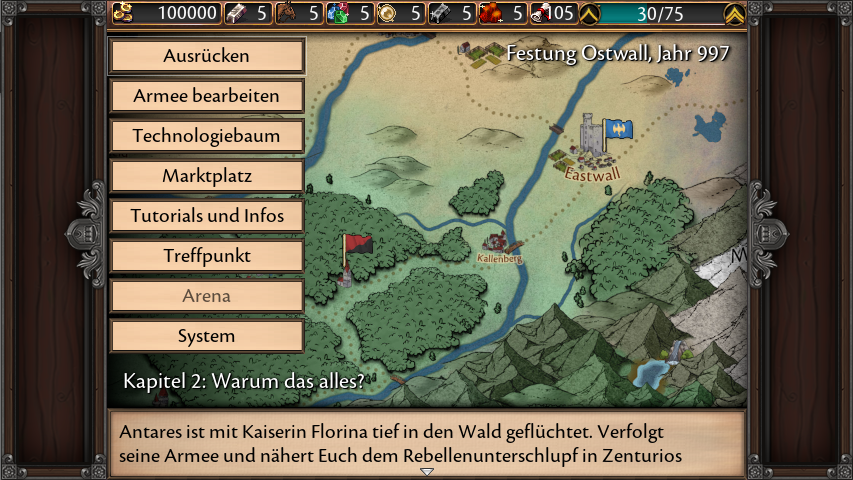 100000 5 5 5 5 5 5 105 30/75
Ausrücken
Festung Ostwall, Jahr 997
Armee bearbeiten
Technologiebaum
Marktplatz
Eastwall
Tutorials und Infos
Treffpunkt
Kallenberg
Arena
System
Kapitel 2: Warum das alles?
Antares ist mit Kaiserin Florina tief in den Wald geflüchtet. Verfolgt
seine Armee und nähert Euch dem Rebellenunterschlupf in Zenturios